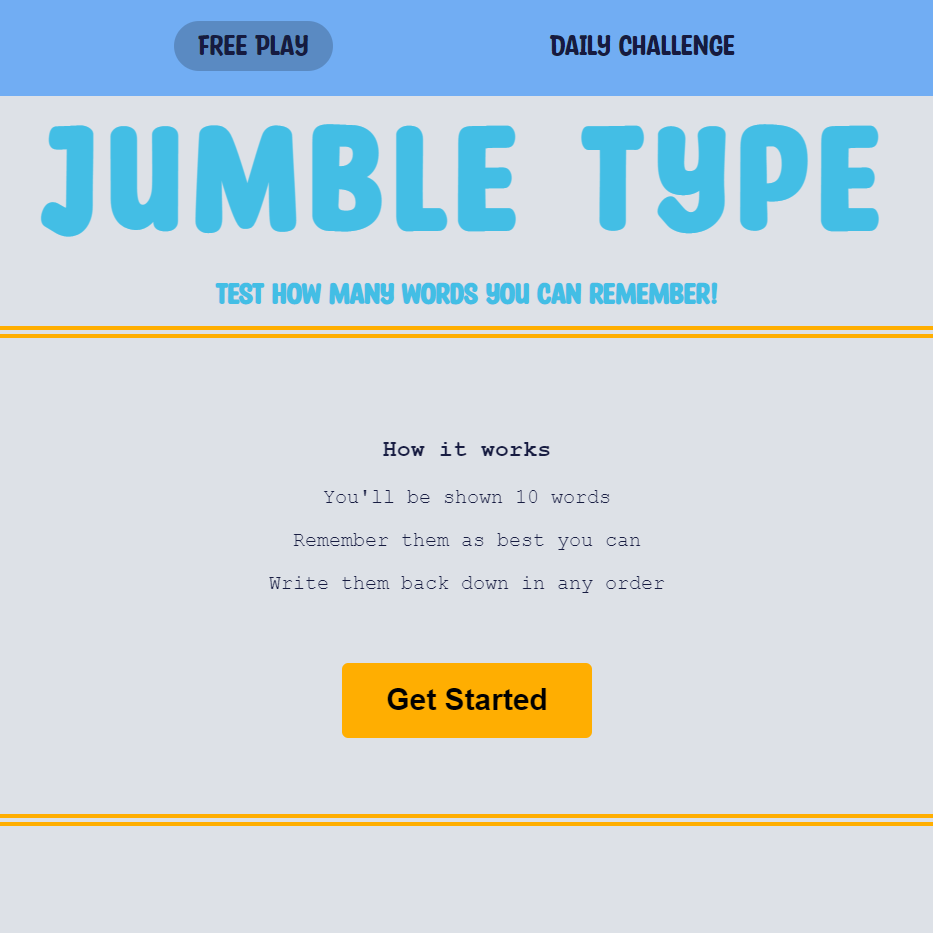 FREE PLAY DAILY CHALLENGE
JUMBLE TYPE
TEST HOW MANY WORDS YOU CAN REMEMBER!
How it works
You'll be shown 10 words
Remember them as best you can
Write them back down in any order
Get Started